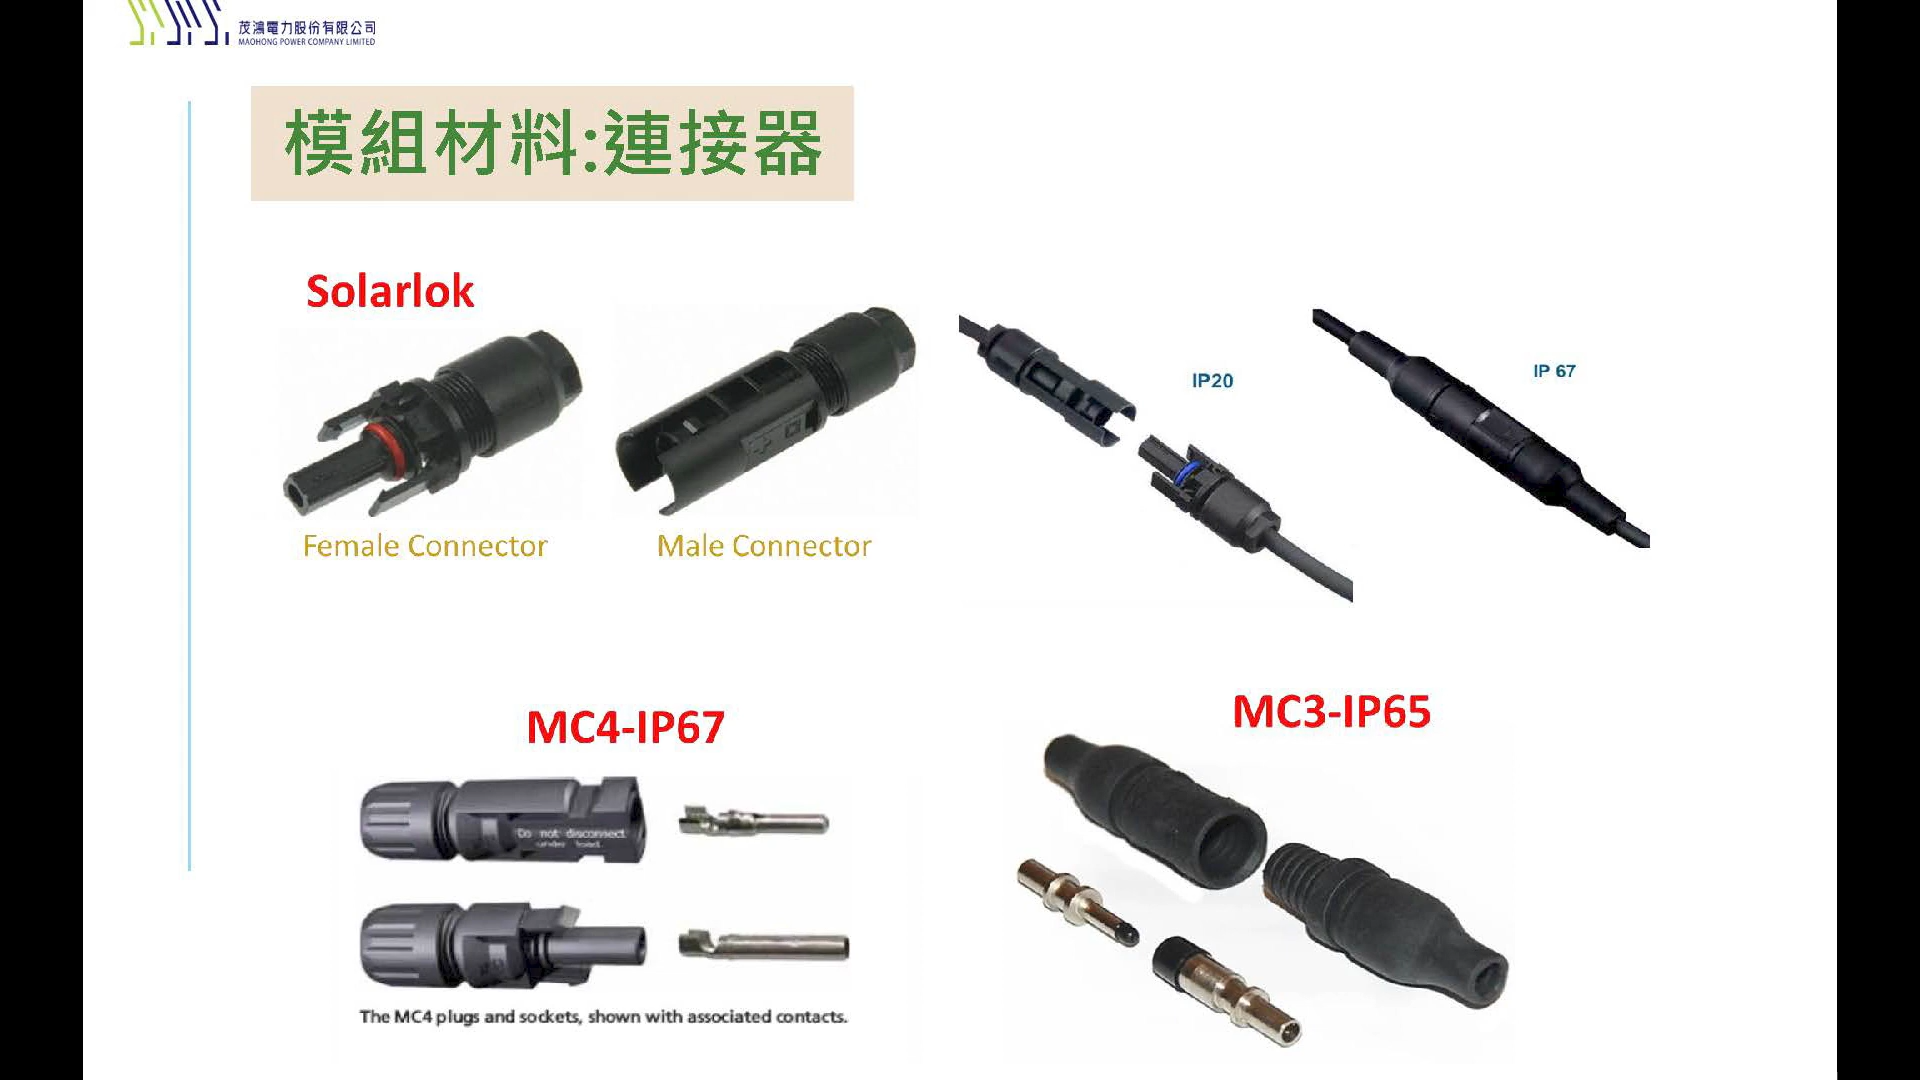 茂鴻電力股份有限公司
MAOHONG POWER COMPANY LIMITED
模組材料:連接器
Solarlok
Female Connector
Male Connector
IP20
IP 67
MC4-IP67
Do not disconnect
under load
The MC4 plugs and sockets, shown with associated contacts.
MC3-IP65